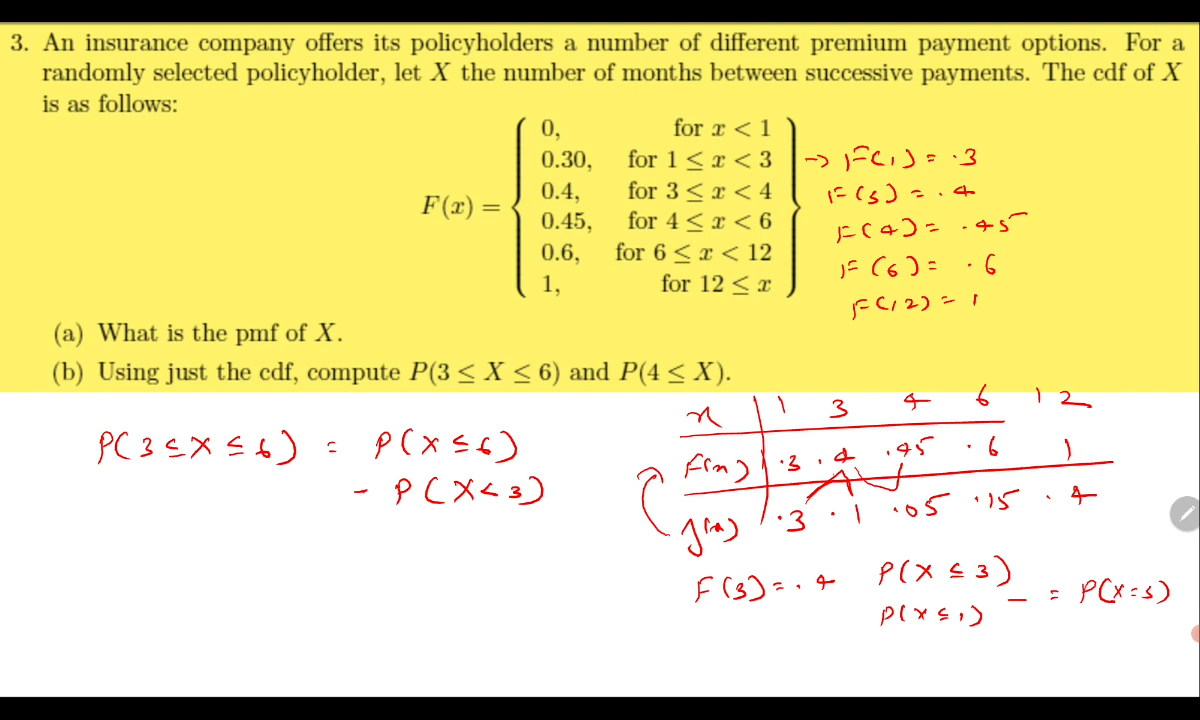 3. An insurance company offers its policyholders a number of different premium payment options. For a
randomly selected policyholder, let X the number of months between successive payments. The cdf of X
is as follows:
F(x) = { 0, for x < 1
0.30, for 1 ≤ x < 3
0.4, for 3 ≤ x < 4
0.45, for 4 ≤ x < 6
0.6, for 6 ≤ x < 12
1, for 12 ≤ x }
→ F(1) = .3
F(3) = .4
F(4) = .45
F(6) = .6
F(12) = 1
(a) What is the pmf of X.
(b) Using just the cdf, compute P(3 ≤ X ≤ 6) and P(4 ≤ X).
P(3 ≤ X ≤ 6) = P(X ≤ 6)
- P(X < 3)
x 1 3 4 6 12
F(x) .3 .4 .45 .6 1
f(x) .3 .1 .05 .15 .4
F(3) = .4 P(X ≤ 3) - = P(X=3)
P(X ≤ 1)